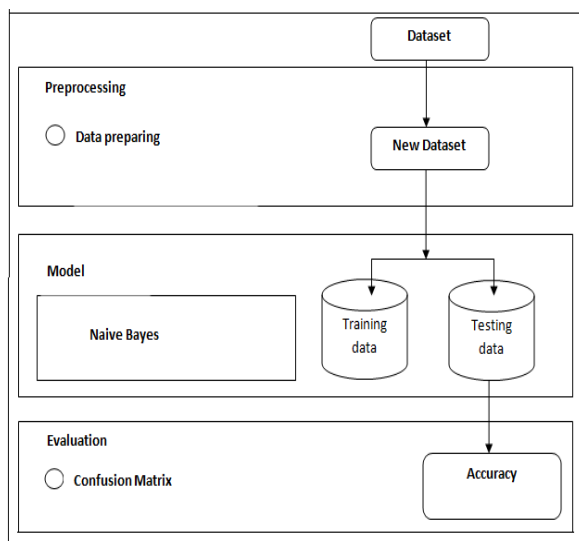 Dataset
Preprocessing
Data preparing
New Dataset
Model
Naive Bayes
Training
data
Testing
data
Evaluation
Confusion Matrix
Accuracy